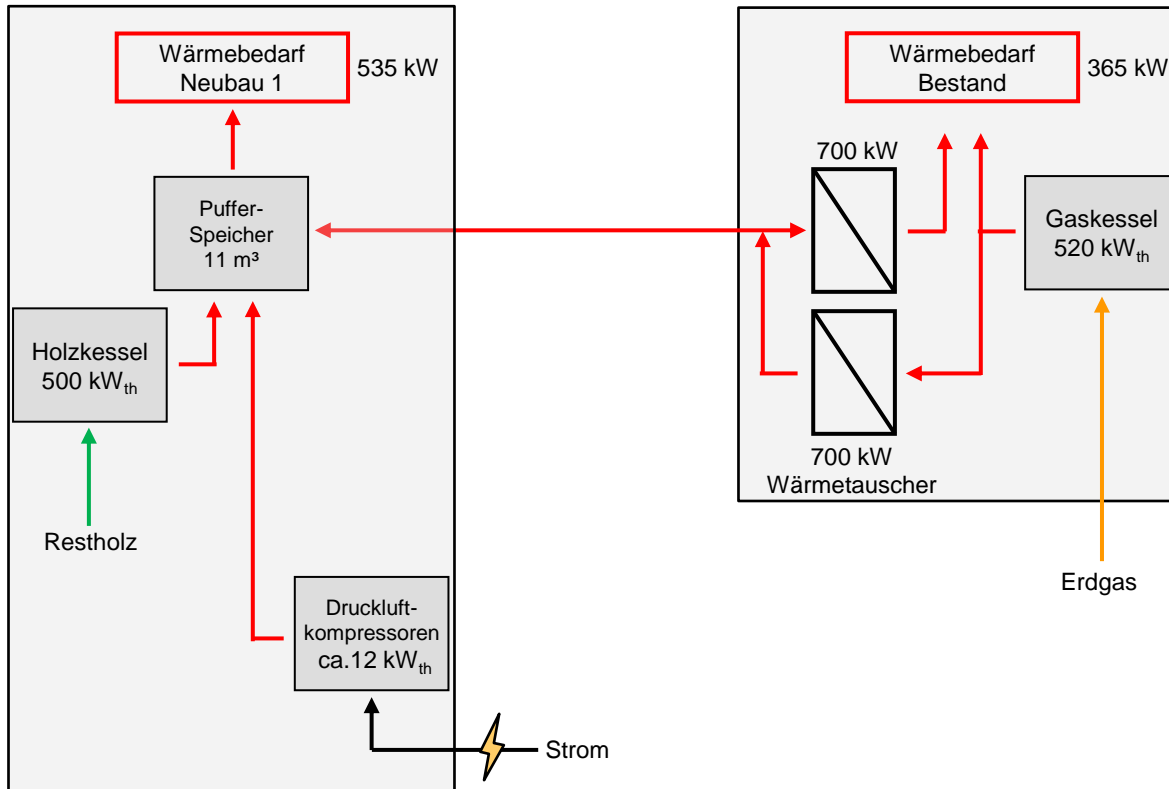 Wärmebedarf
Neubau 1
535 kW
Puffer-
Speicher
11 m³
Holzkessel
500 kWth
Restholz
Druckluft-
kompressoren
ca.12 kWth
Strom
Wärmebedarf
Bestand
365 kW
700 kW
Gaskessel
520 kWth
700 kW
Wärmetauscher
Erdgas